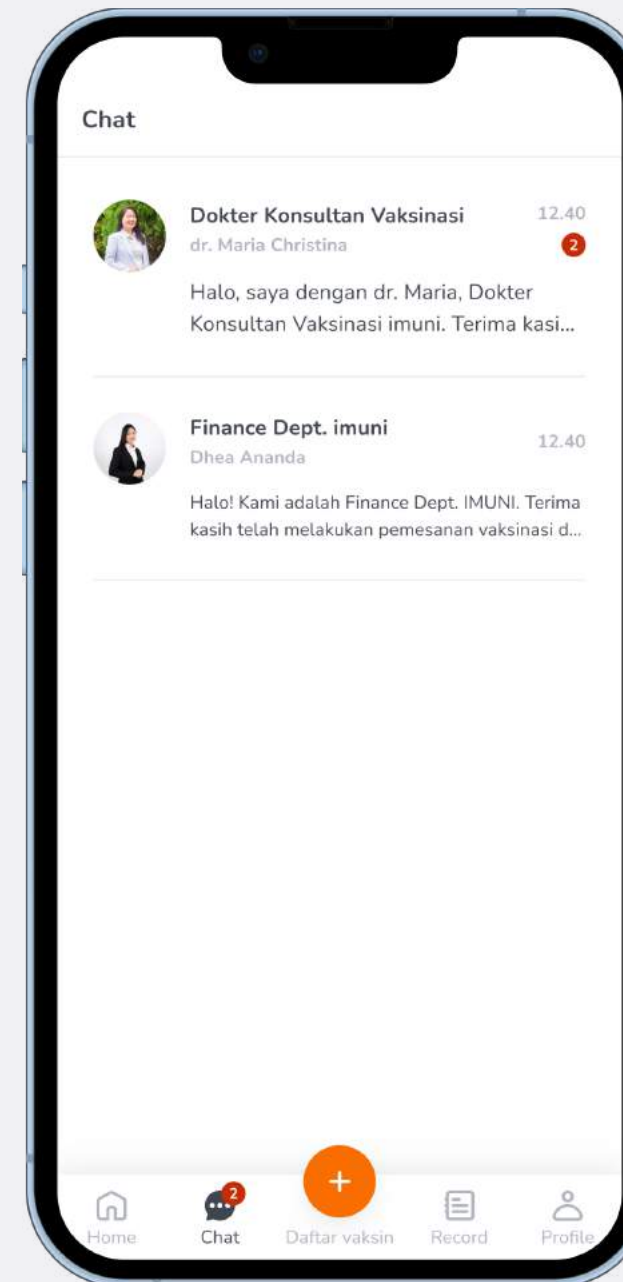 Chat
Dokter Konsultan Vaksinasi
12.40
dr. Maria Christina
2
Halo, saya dengan dr. Maria, Dokter
Konsultan Vaksinasi imuni. Terima kasi...
Finance Dept. imuni
12.40
Dhea Ananda
Halo! Kami adalah Finance Dept. IMUNI. Terima
kasih telah melakukan pemesanan vaksinasi d...
2
+
Home
Chat
Daftar vaksin
Record
Profile